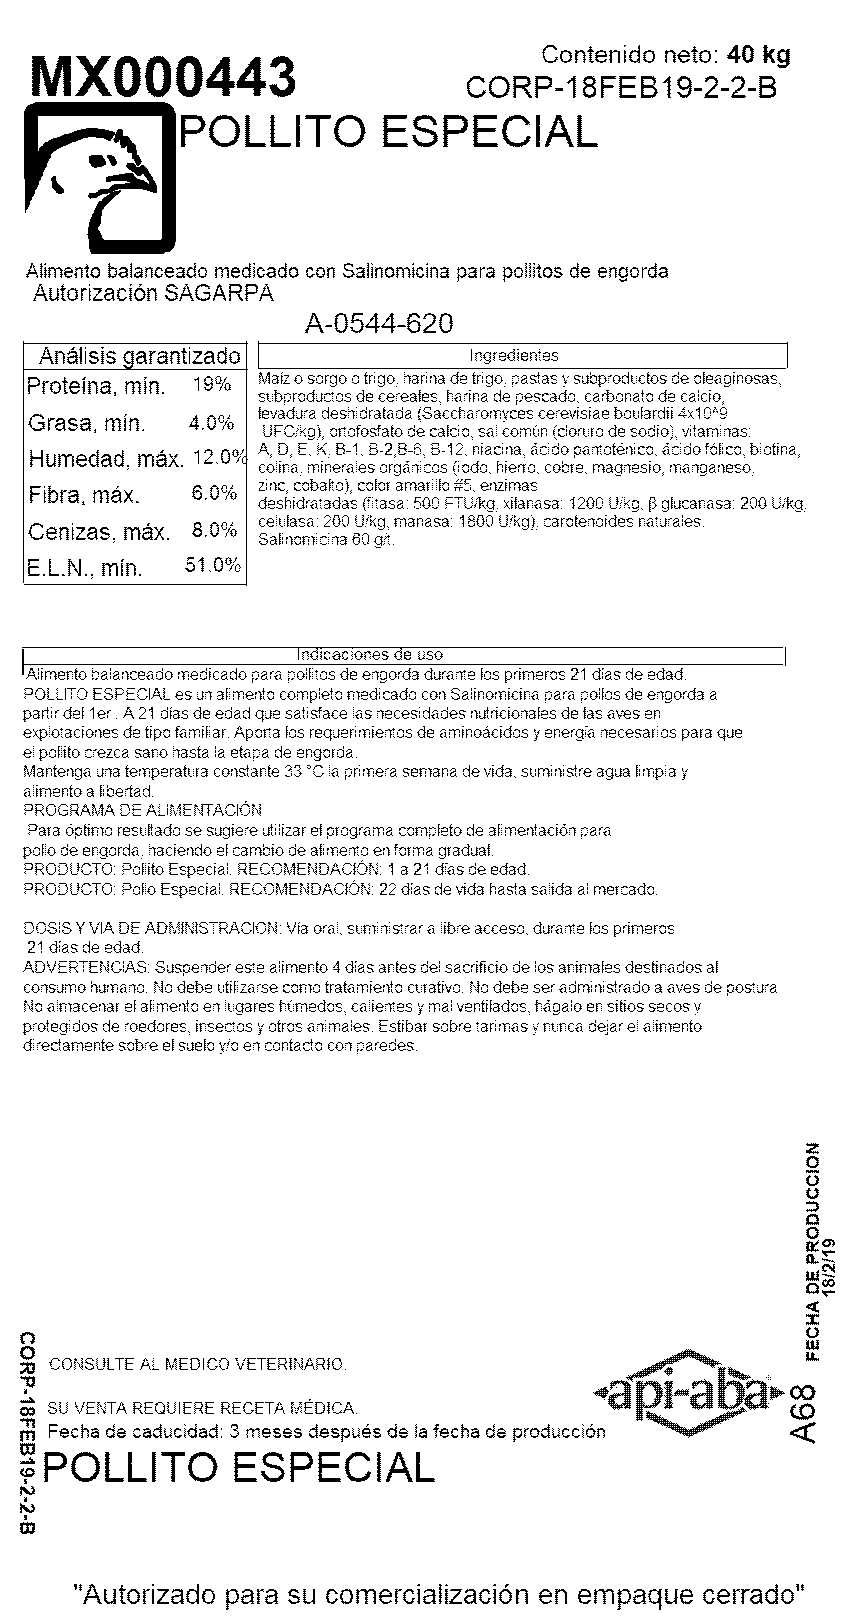 Contenido neto: 40 kg
MX000443
CORP-18FEB19-2-2-B
POLLITO ESPECIAL
Alimento balanceado medicado con Salinomicina para pollitos de engorda
Autorización SAGARPA
A-0544-620
Análisis garantizado
Proteína, mín. 19%
Grasa, mín. 4.0%
Humedad, máx. 12.0%
Fibra, máx. 6.0%
Cenizas, máx. 8.0%
E.L.N., mín. 51.0%
Ingredientes
Maíz o sorgo o trigo, harina de trigo, pastas y subproductos de oleaginosas,
subproductos de cereales, harina de pescado, carbonato de calcio,
levadura deshidratada (Saccharomyces cerevisiae boulardii 4x10^9
UFC/kg), ortofosfato de calcio, sal común (cloruro de sodio), vitaminas:
A, D, E, K, B-1, B-2,B-6, B-12, niacina, ácido pantoténico, ácido fólico, biotina,
colina, minerales orgánicos (iodo, hierro, cobre, magnesio, manganeso,
zinc, cobalto), color amarillo #5, enzimas
deshidratadas (fitasa: 500 FTU/kg, xilanasa: 1200 U/kg, β glucanasa: 200 U/kg,
celulasa: 200 U/kg, manasa: 1800 U/kg), carotenoides naturales.
Salinomicina 60 g/t.
Indicaciones de uso
Alimento balanceado medicado para pollitos de engorda durante los primeros 21 días de edad.
POLLITO ESPECIAL es un alimento completo medicado con Salinomicina para pollos de engorda a
partir del 1er . A 21 días de edad que satisface las necesidades nutricionales de las aves en
explotaciones de tipo familiar. Aporta los requerimientos de aminoácidos y energía necesarios para que
el pollito crezca sano hasta la etapa de engorda.
Mantenga una temperatura constante 33 °C la primera semana de vida, suministre agua limpia y
alimento a libertad.
PROGRAMA DE ALIMENTACIÓN
Para óptimo resultado se sugiere utilizar el programa completo de alimentación para
pollo de engorda, haciendo el cambio de alimento en forma gradual.
PRODUCTO: Pollito Especial. RECOMENDACIÓN: 1 a 21 días de edad.
PRODUCTO: Pollo Especial. RECOMENDACIÓN: 22 días de vida hasta salida al mercado.
DOSIS Y VIA DE ADMINISTRACION: Vía oral, suministrar a libre acceso, durante los primeros
21 días de edad.
ADVERTENCIAS: Suspender este alimento 4 días antes del sacrificio de los animales destinados al
consumo humano. No debe utilizarse como tratamiento curativo. No debe ser administrado a aves de postura
No almacenar el alimento en lugares húmedos, calientes y mal ventilados, hágalo en sitios secos y
protegidos de roedores, insectos y otros animales. Estibar sobre tarimas y nunca dejar el alimento
directamente sobre el suelo y/o en contacto con paredes.
FECHA DE PRODUCCION
18/2/19
A68
CORP-18FEB19-2-2-B
CONSULTE AL MEDICO VETERINARIO.
api-aba
SU VENTA REQUIERE RECETA MÉDICA.
Fecha de caducidad: 3 meses después de la fecha de producción
POLLITO ESPECIAL
"Autorizado para su comercialización en empaque cerrado"